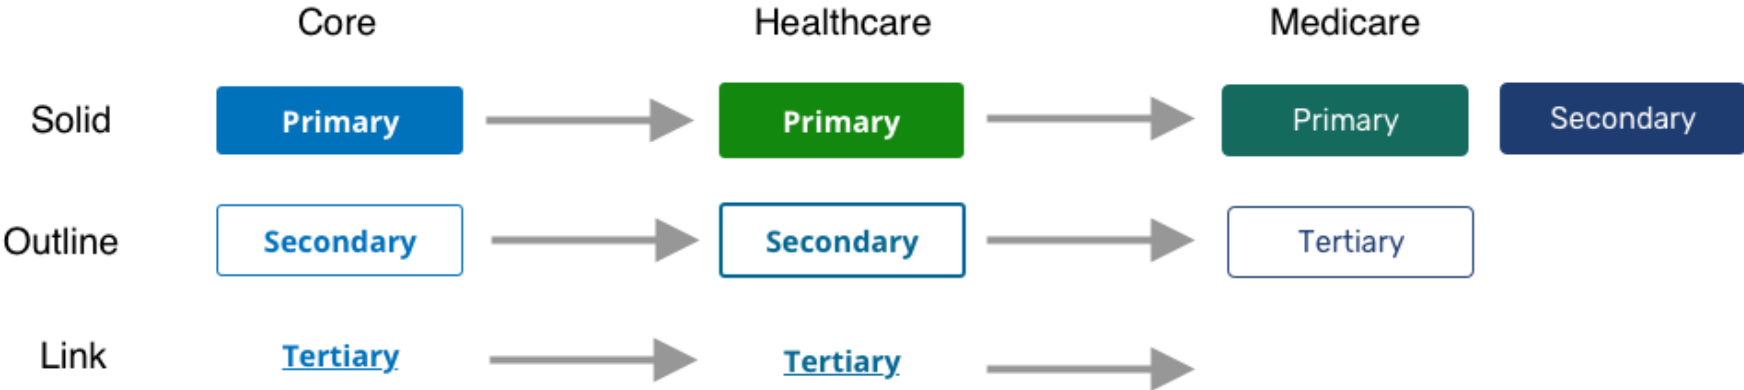 Core Healthcare Medicare
Solid Primary Primary Primary Secondary
Outline Secondary Secondary Tertiary
Link Tertiary Tertiary